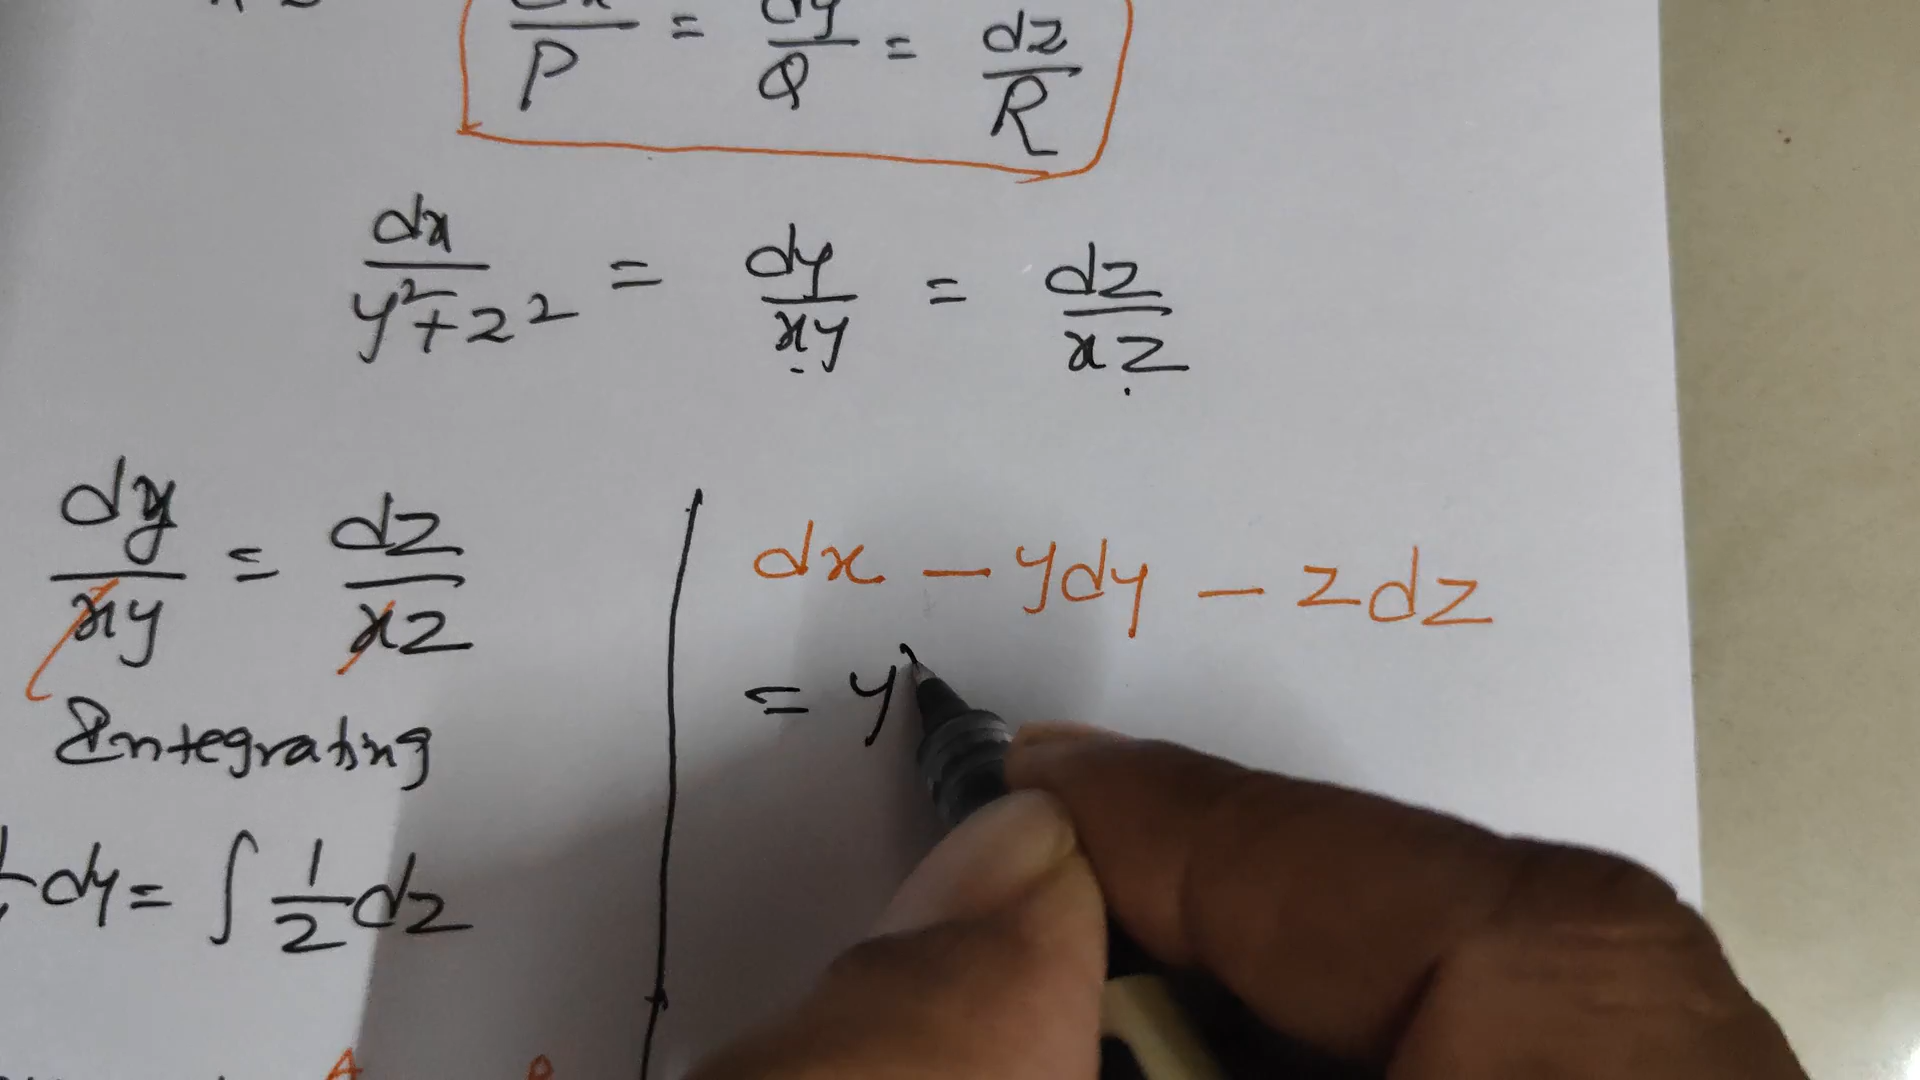 dx/P = dy/Q = dz/R
dx/y²+z² = dy/xy = dz/xz
dy/xy = dz/xz
Integrating
dy = ∫ 1/z dz
dx - ydy - zdz
= y²
A